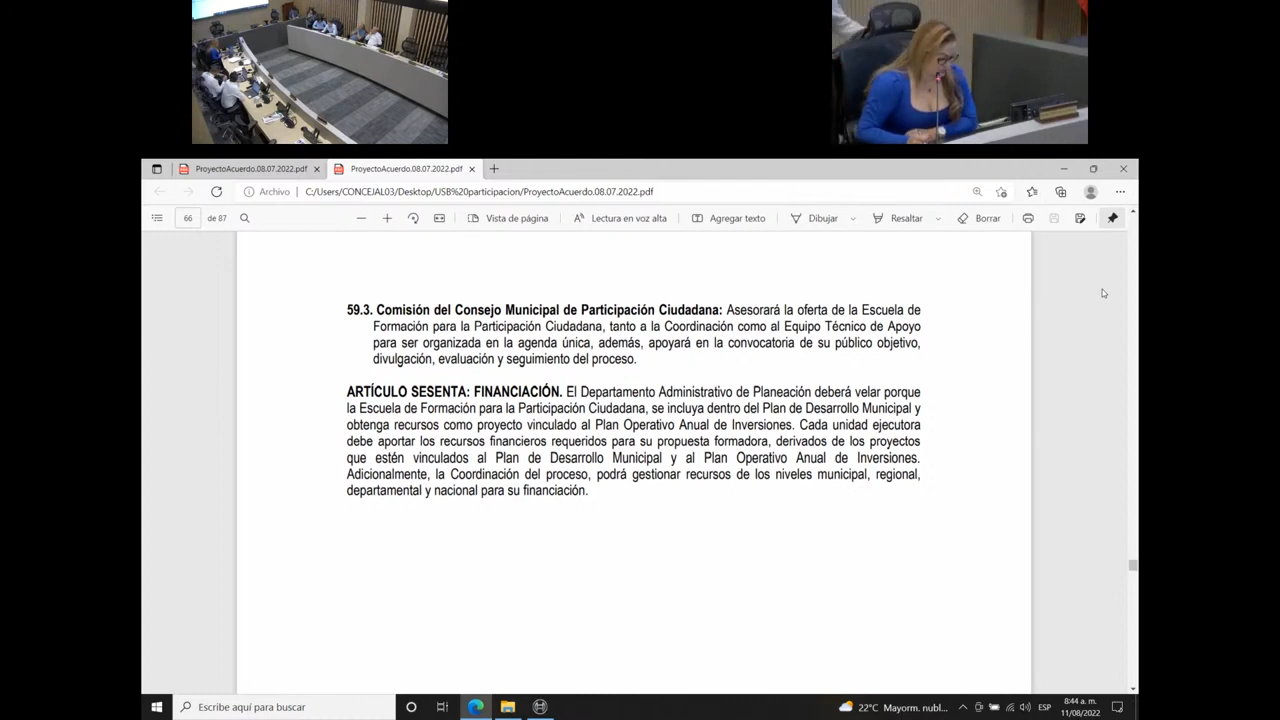 ProyectoAcuerdo.08.07.2022.pdf
ProyectoAcuerdo.08.07.2022.pdf
Archivo
C:/Users/CONCEJAL03/Desktop/USB%20participacion/ProyectoAcuerdo.08.07.2022.pdf
66 de 87
Vista de página
Lectura en voz alta
Agregar texto
Dibujar
Resaltar
Borrar
59.3. Comisión del Consejo Municipal de Participación Ciudadana: Asesorará la oferta de la Escuela de
Formación para la Participación Ciudadana, tanto a la Coordinación como al Equipo Técnico de Apoyo
para ser organizada en la agenda única, además, apoyará en la convocatoria de su público objetivo,
divulgación, evaluación y seguimiento del proceso.
ARTÍCULO SESENTA: FINANCIACIÓN. El Departamento Administrativo de Planeación deberá velar porque
la Escuela de Formación para la Participación Ciudadana, se incluya dentro del Plan de Desarrollo Municipal y
obtenga recursos como proyecto vinculado al Plan Operativo Anual de Inversiones. Cada unidad ejecutora
debe aportar los recursos financieros requeridos para su propuesta formadora, derivados de los proyectos
que estén vinculados al Plan de Desarrollo Municipal y al Plan Operativo Anual de Inversiones.
Adicionalmente, la Coordinación del proceso, podrá gestionar recursos de los niveles municipal, regional,
departamental y nacional para su financiación.
Escribe aquí para buscar
22°C Mayorm. nubl...
ESP
8:44 a. m.
11/08/2022